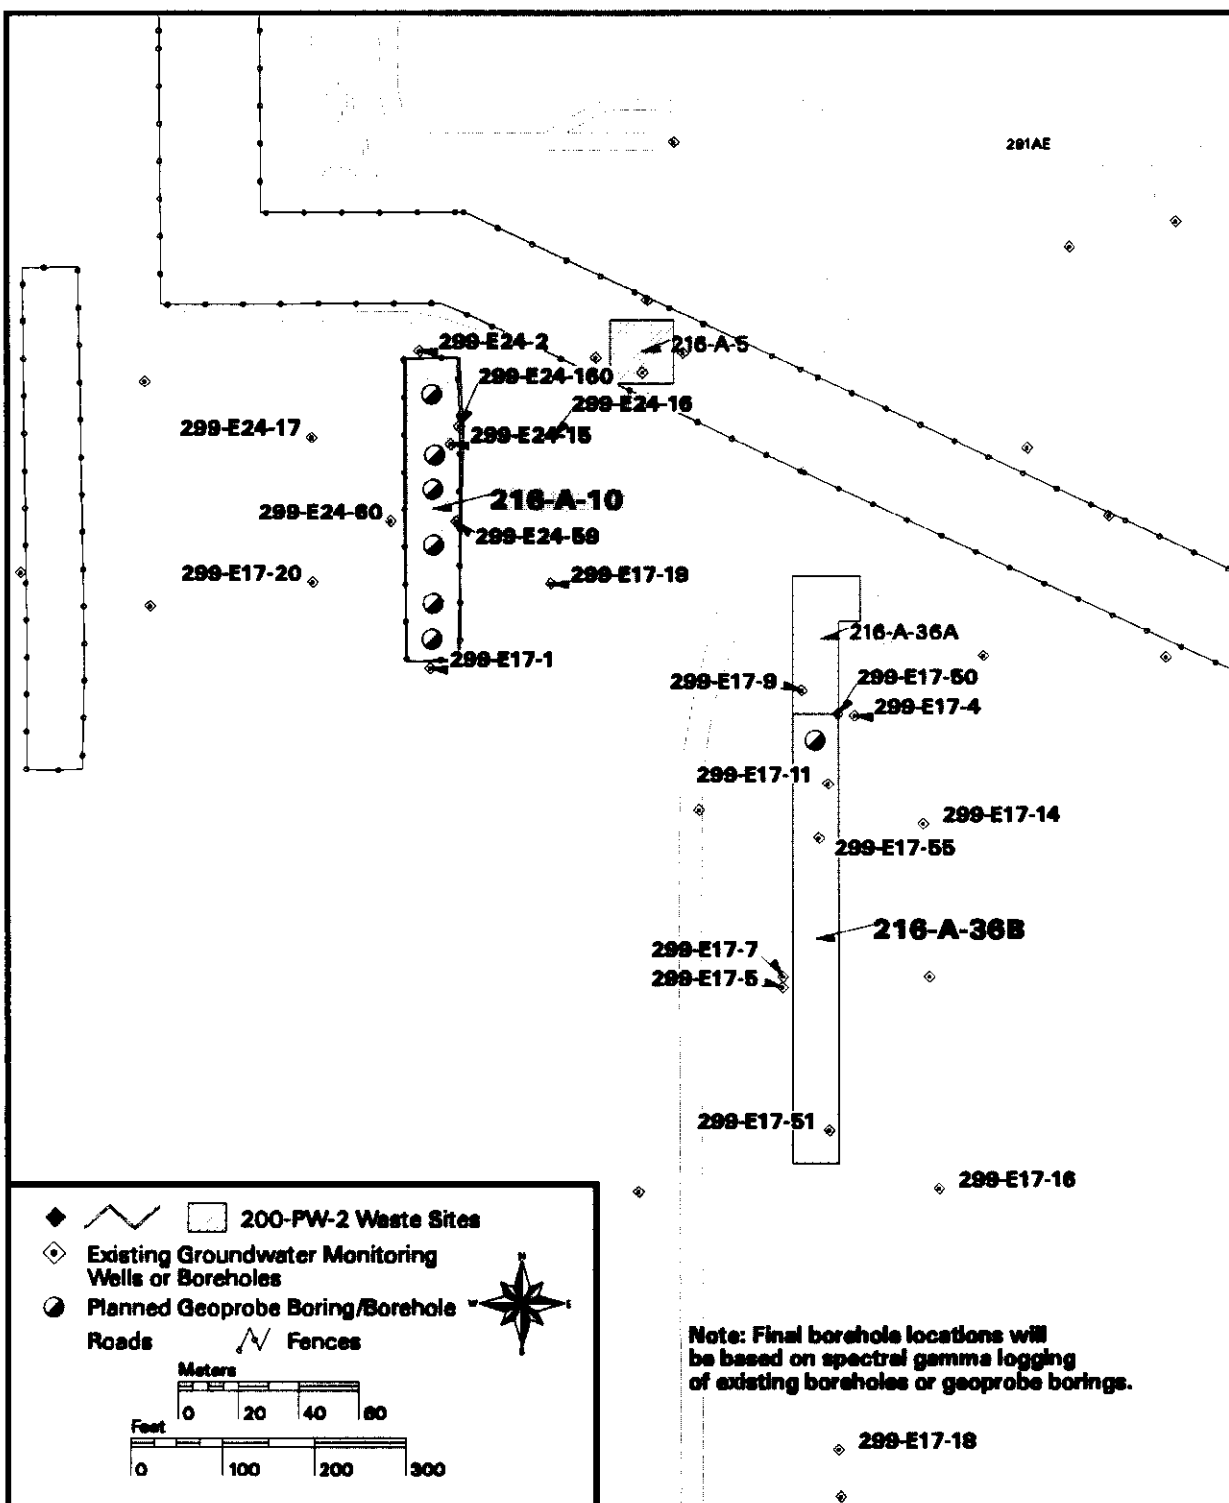 291AE
299-E24-2
216-A-5
299-E24-160
299-E24-16
299-E24-17
299-E24-15
216-A-10
299-E24-60
299-E24-59
299-E17-20
299-E17-19
216-A-36A
299-E17-1
299-E17-9
299-E17-50
299-E17-4
299-E17-11
299-E17-14
299-E17-55
216-A-36B
299-E17-7
299-E17-5
299-E17-51
299-E17-16
200-PW-2 Waste Sites
Existing Groundwater Monitoring
Wells or Boreholes
Planned Geoprobe Boring/Borehole
Roads Fences
N
W E
S
Meters
0 20 40 60
Feet
0 100 200 300
Note: Final borehole locations will
be based on spectral gamma logging
of existing boreholes or geoprobe borings.
299-E17-18